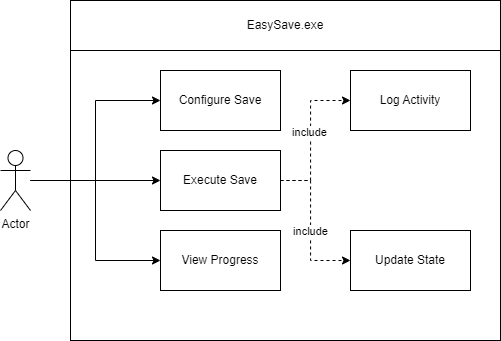 EasySave.exe
Configure Save
Log Activity
include
Execute Save
Actor
include
View Progress
Update State